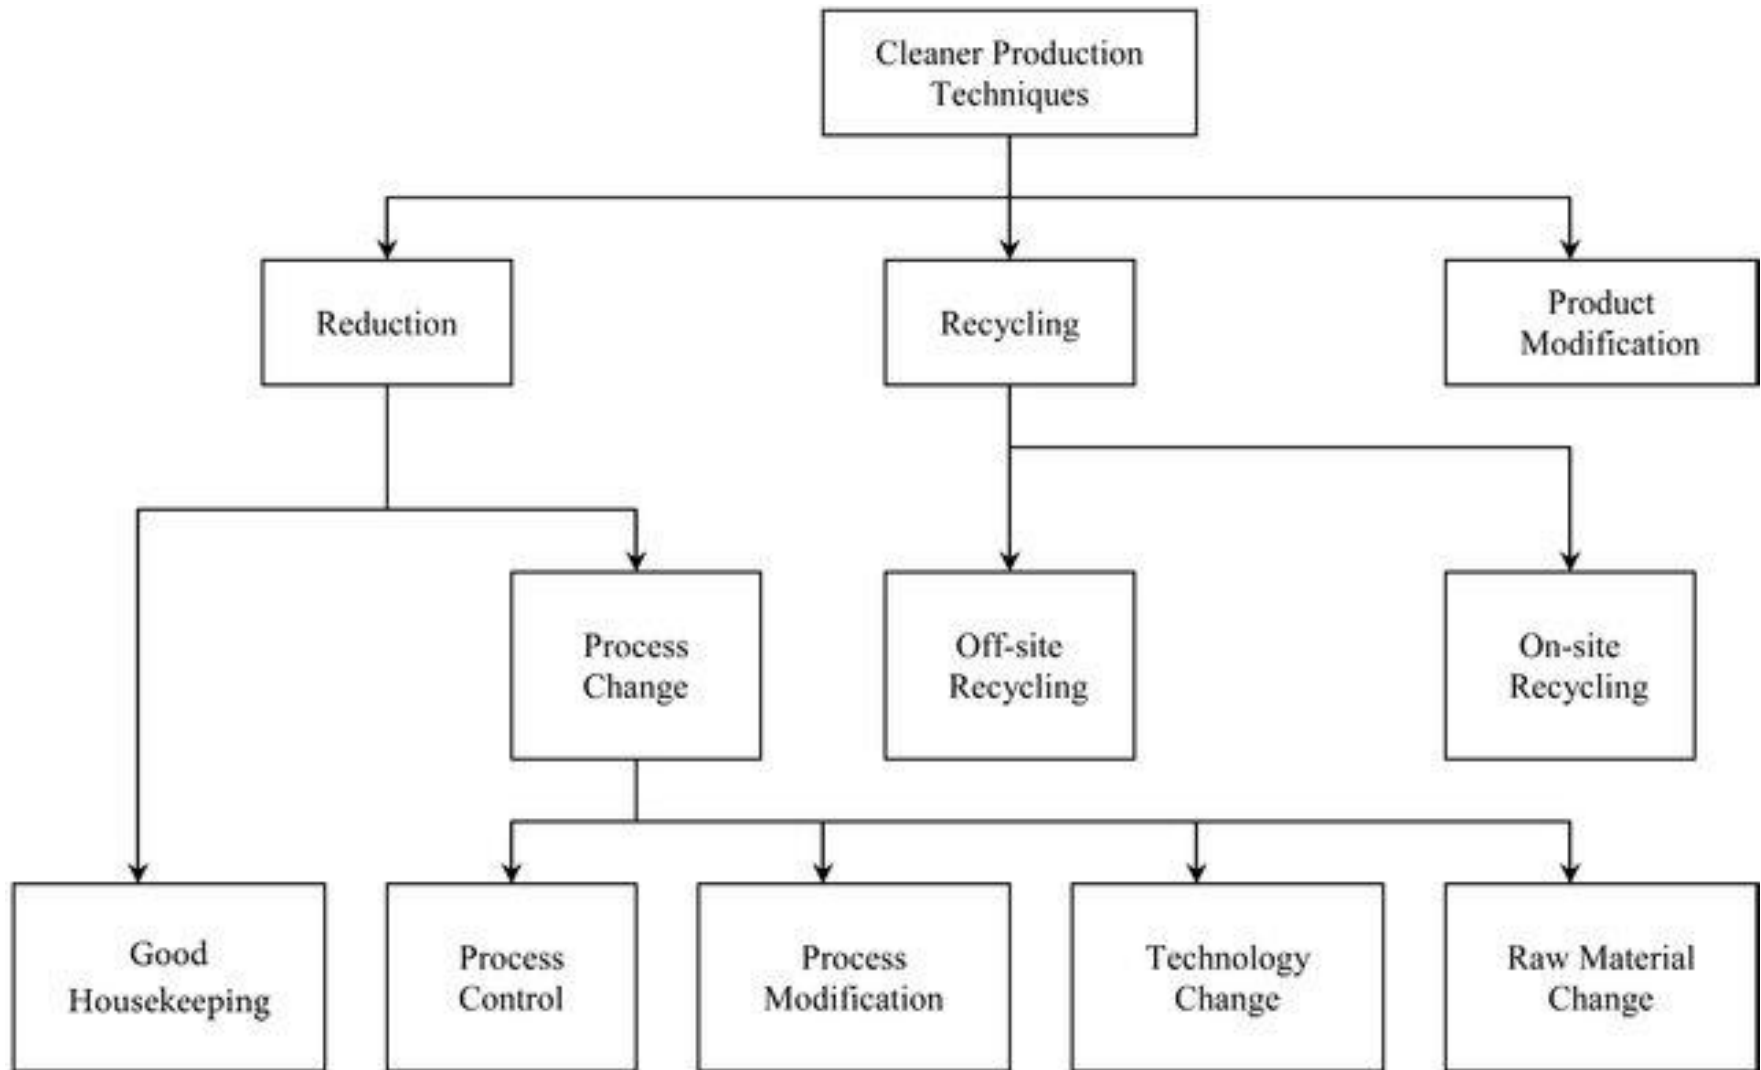 Cleaner Production
Techniques
Reduction
Recycling
Product
Modification
Process
Change
Off-site
Recycling
On-site
Recycling
Good
Housekeeping
Process
Control
Process
Modification
Technology
Change
Raw Material
Change